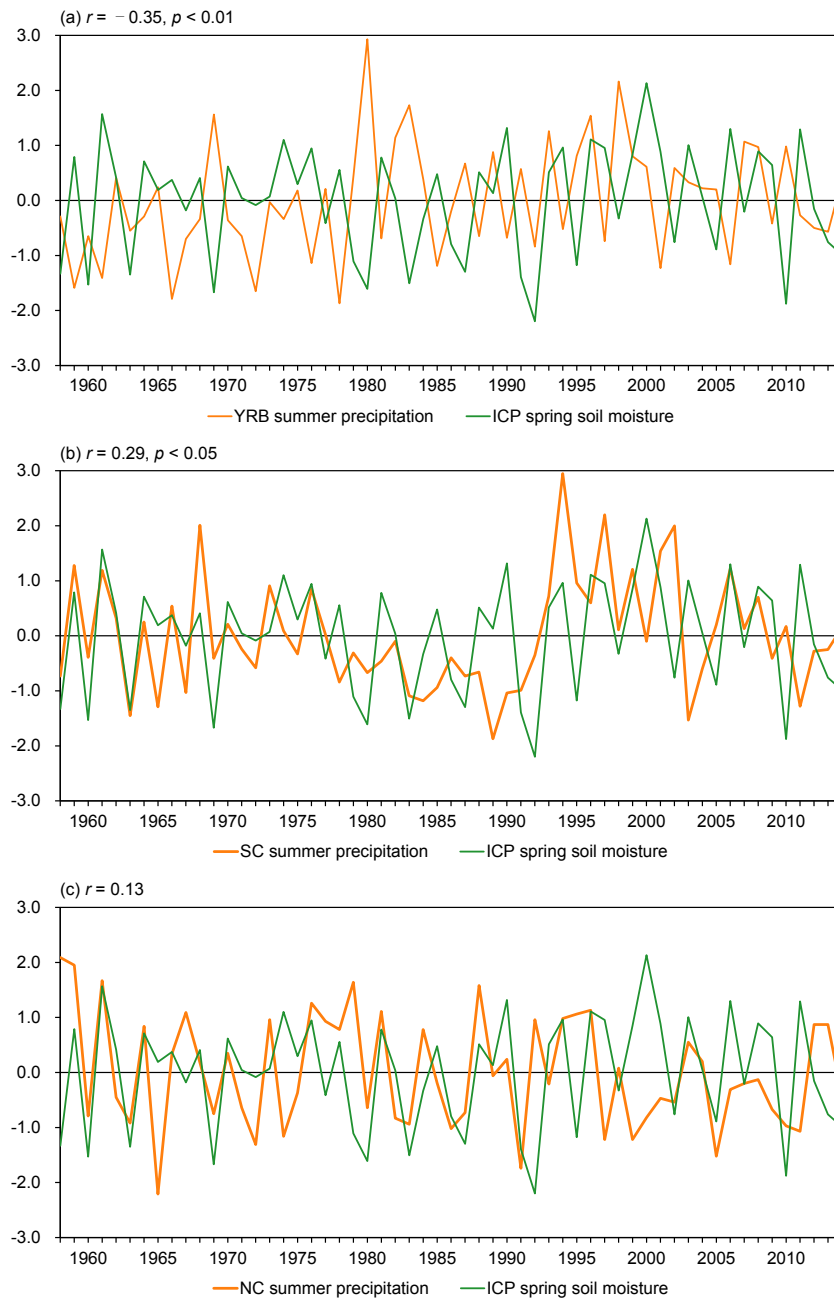 (a) r = − 0.35, p < 0.01
3.0
2.0
1.0
0.0
-1.0
-2.0
-3.0
1960 1965 1970 1975 1980 1985 1990 1995 2000 2005 2010
YRB summer precipitation ICP spring soil moisture
(b) r = 0.29, p < 0.05
3.0
2.0
1.0
0.0
-1.0
-2.0
-3.0
1960 1965 1970 1975 1980 1985 1990 1995 2000 2005 2010
SC summer precipitation ICP spring soil moisture
(c) r = 0.13
3.0
2.0
1.0
0.0
-1.0
-2.0
-3.0
1960 1965 1970 1975 1980 1985 1990 1995 2000 2005 2010
NC summer precipitation ICP spring soil moisture